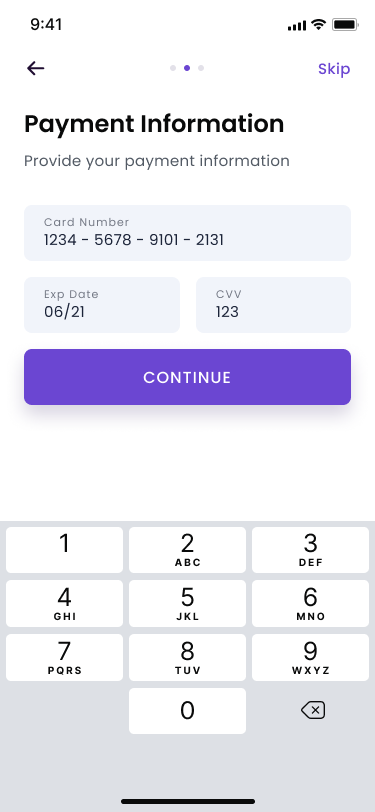 9:41
Skip
Payment Information
Provide your payment information
Card Number
1234 - 5678 - 9101 - 2131
Exp Date
06/21
CVV
123
CONTINUE
1
2
ABC
3
DEF
4
GHI
5
JKL
6
MNO
7
PQRS
8
TUV
9
WXYZ
0